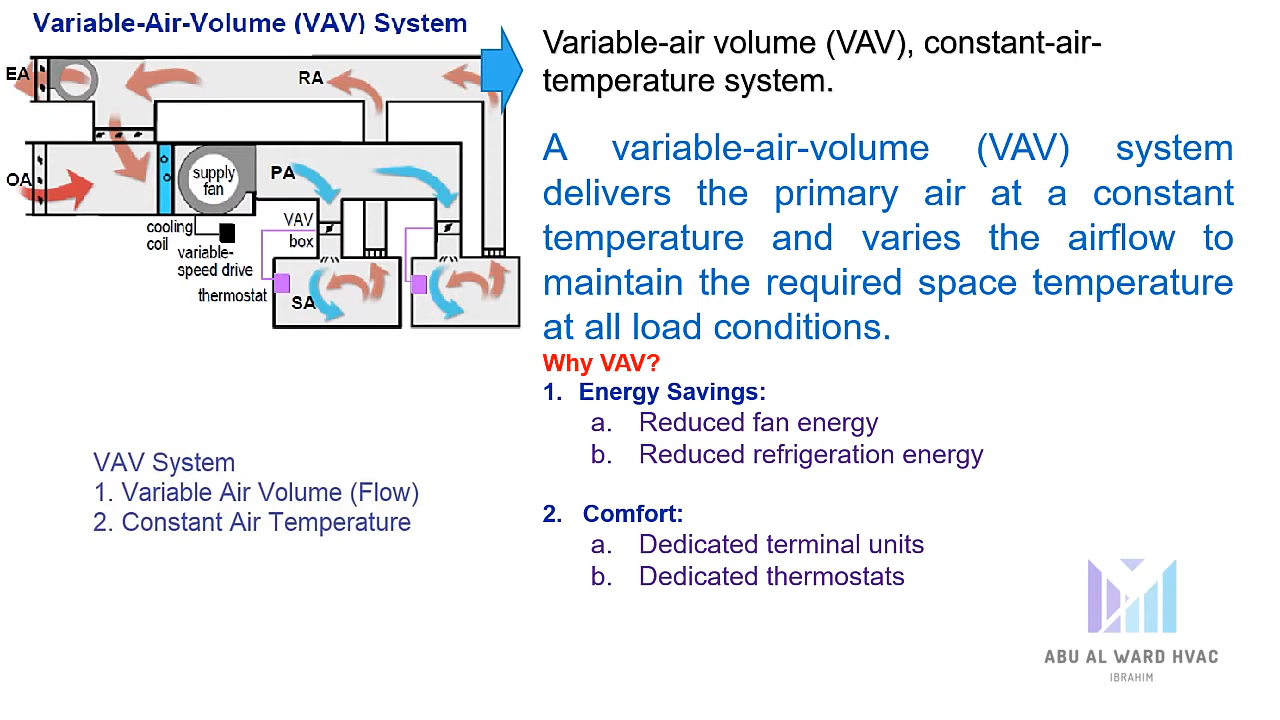 Variable-Air-Volume (VAV) System
EA
RA
OA
supply
fan
PA
cooling
coil
variable-
speed drive
VAV
box
thermostat
SA
Variable-air volume (VAV), constant-air-
temperature system.
A variable-air-volume (VAV) system
delivers the primary air at a constant
temperature and varies the airflow to
maintain the required space temperature
at all load conditions.
Why VAV?
1. Energy Savings:
a. Reduced fan energy
b. Reduced refrigeration energy
2. Comfort:
a. Dedicated terminal units
b. Dedicated thermostats
VAV System
1. Variable Air Volume (Flow)
2. Constant Air Temperature
ABU AL WARD HVAC
IBRAHIM